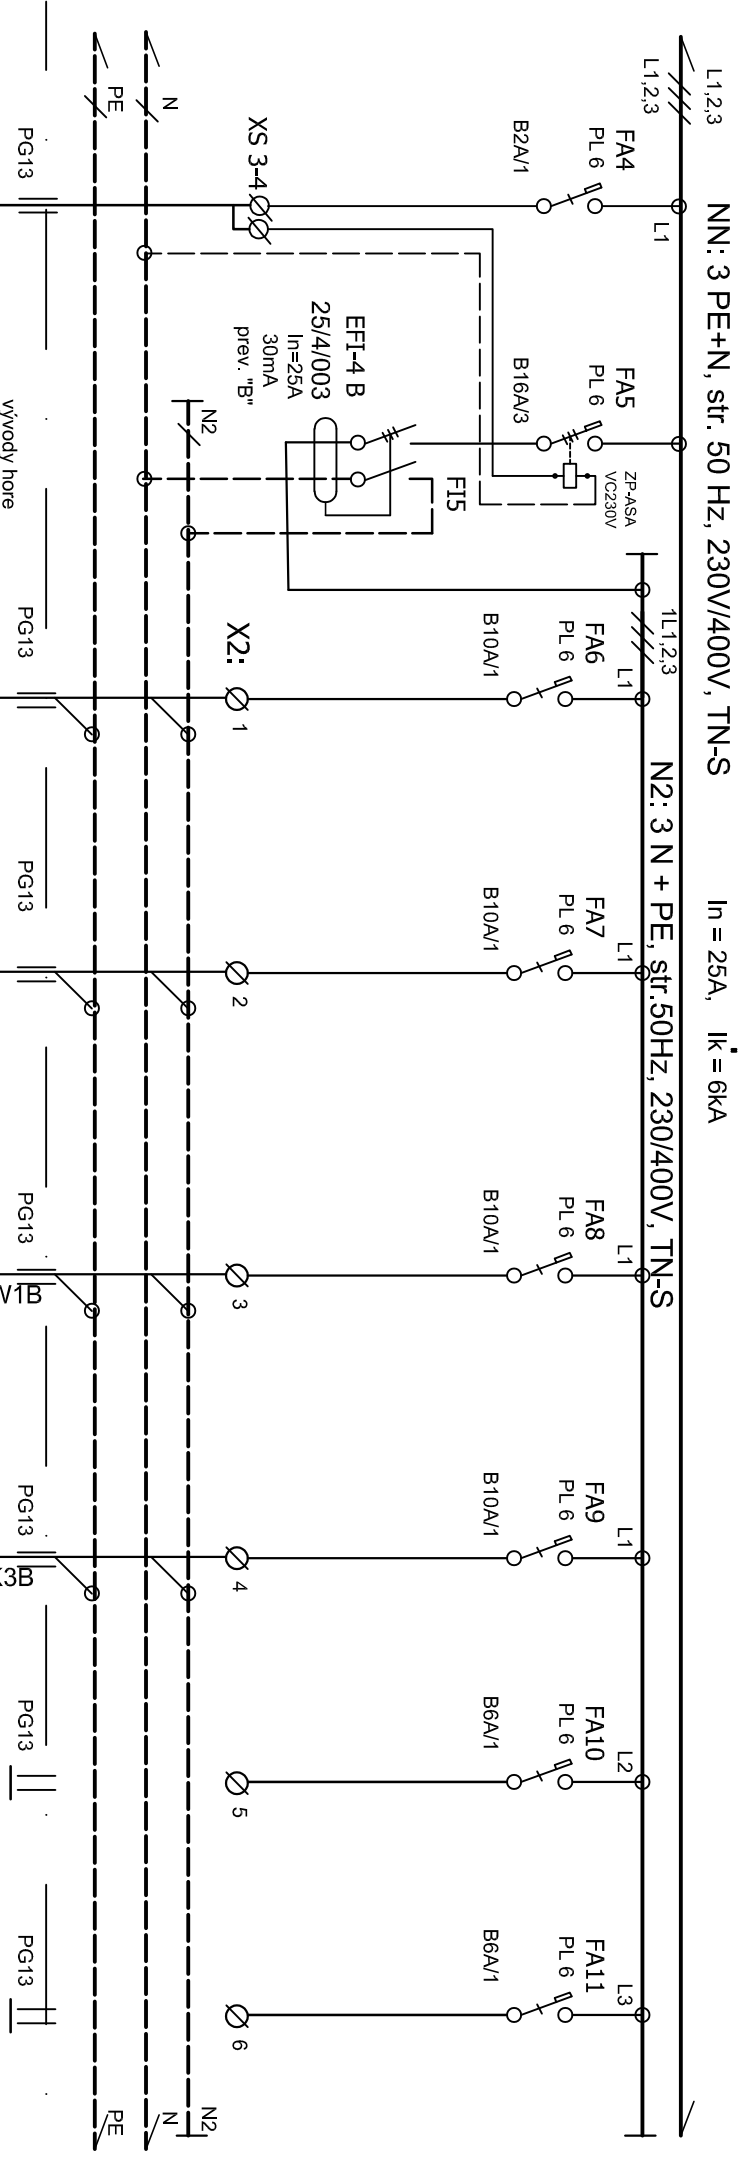 L1,2,3
L1,2,3
NN: 3 PE+N, str. 50 Hz, 230V/400V, TN-S
In = 25A, Ik = 6kA
N2: 3 N + PE, str.50Hz, 230/400V, TN-S
1L1,2,3
L1
FA4
PL 6
B2A/1
XS 3-4
FA5
PL 6
B16A/3
ZP-ASA
VC230V
FI5
EFI-4 B
25/4/003
In=25A
30mA
prev. "B"
N2
N
PE
X2:
L1
FA6
PL 6
B10A/1
1
L1
FA7
PL 6
B10A/1
2
L1
FA8
PL 6
B10A/1
3
L1
FA9
PL 6
B10A/1
4
L2
FA10
PL 6
B6A/1
5
L3
FA11
PL 6
B6A/1
6
N2
N
PE
PG13
PG13
PG13
PG13
PG13
PG13
PG13
vývody hore
W1B
K3B